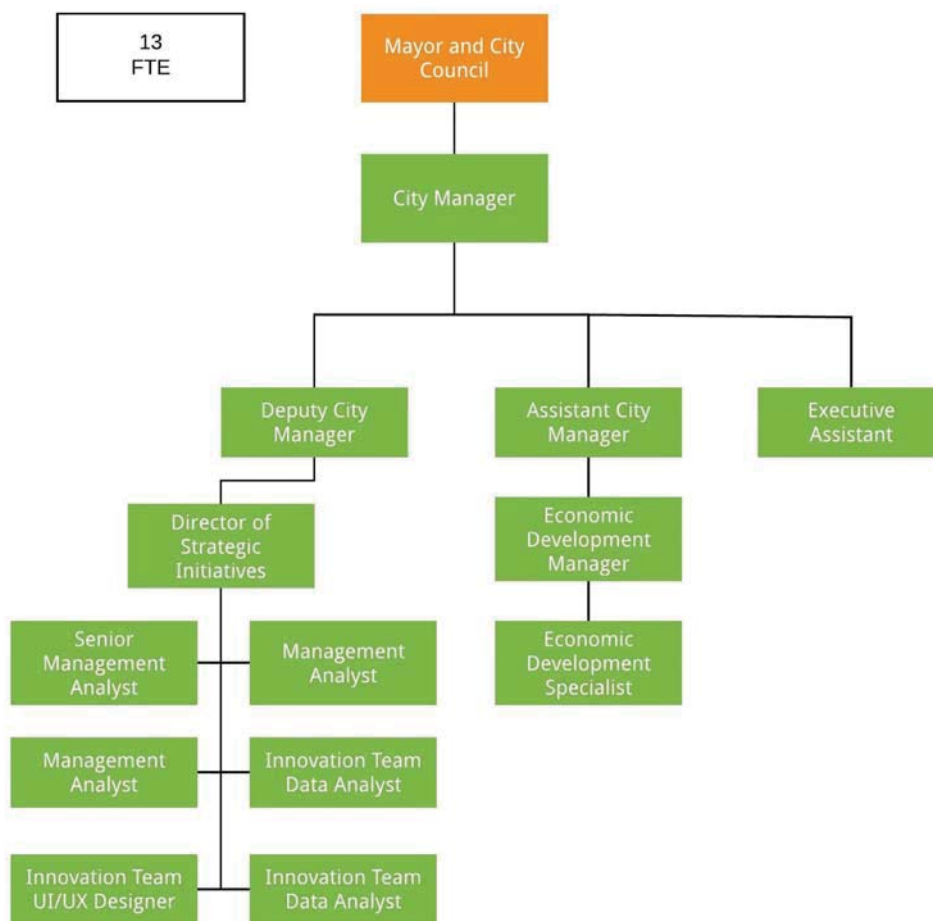 13
FTE
Mayor and City
Council
City Manager
Deputy City
Manager
Assistant City
Manager
Executive
Assistant
Director of
Strategic
Initiatives
Economic
Development
Manager
Senior
Management
Analyst
Management
Analyst
Economic
Development
Specialist
Management
Analyst
Innovation Team
Data Analyst
Innovation Team
UI/UX Designer
Innovation Team
Data Analyst